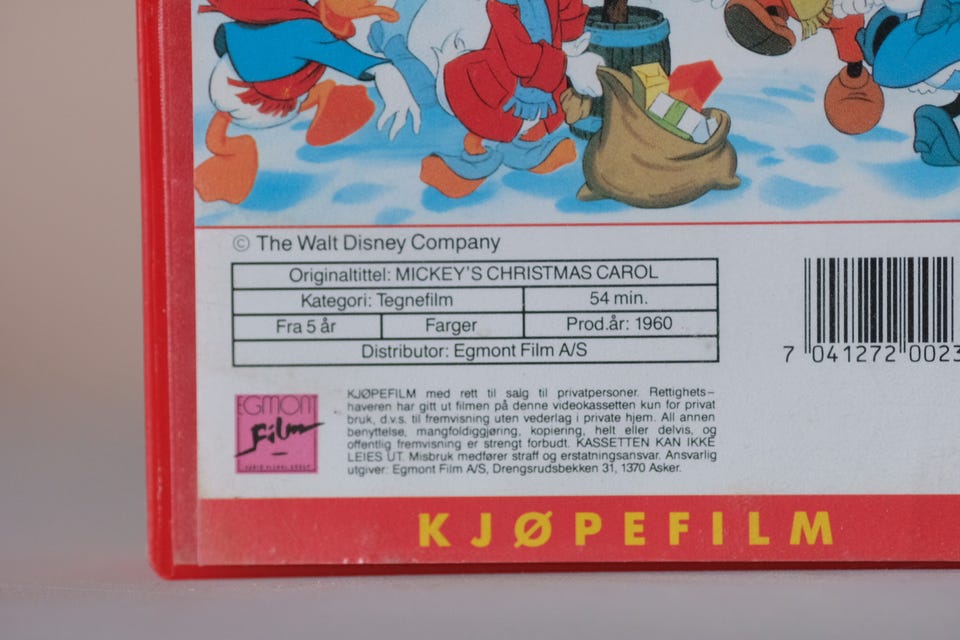 © The Walt Disney Company
Originaltittel: MICKEY'S CHRISTMAS CAROL
Kategori: Tegnefilm 54 min.
Fra 5 år Farger Prod.år: 1960
Distributor: Egmont Film A/S
7 041272 0023
EGMONT
Film
KJØPEFILM med rett til salg til privatpersoner. Rettighets-
haveren har gitt ut filmen på denne videokassetten kun for privat
bruk, d.v.s. til fremvisning uten vederlag i private hjem. All annen
benyttelse, mangfoldiggjøring, kopiering, helt eller delvis, og
offentlig fremvisning er strengt forbudt. KASSETTEN KAN IKKE
LEIES UT. Misbruk medfører straff og erstatningsansvar. Ansvarlig
utgiver: Egmont Film A/S, Drengsrudsbekken 31, 1370 Asker.
KJØPEFILM